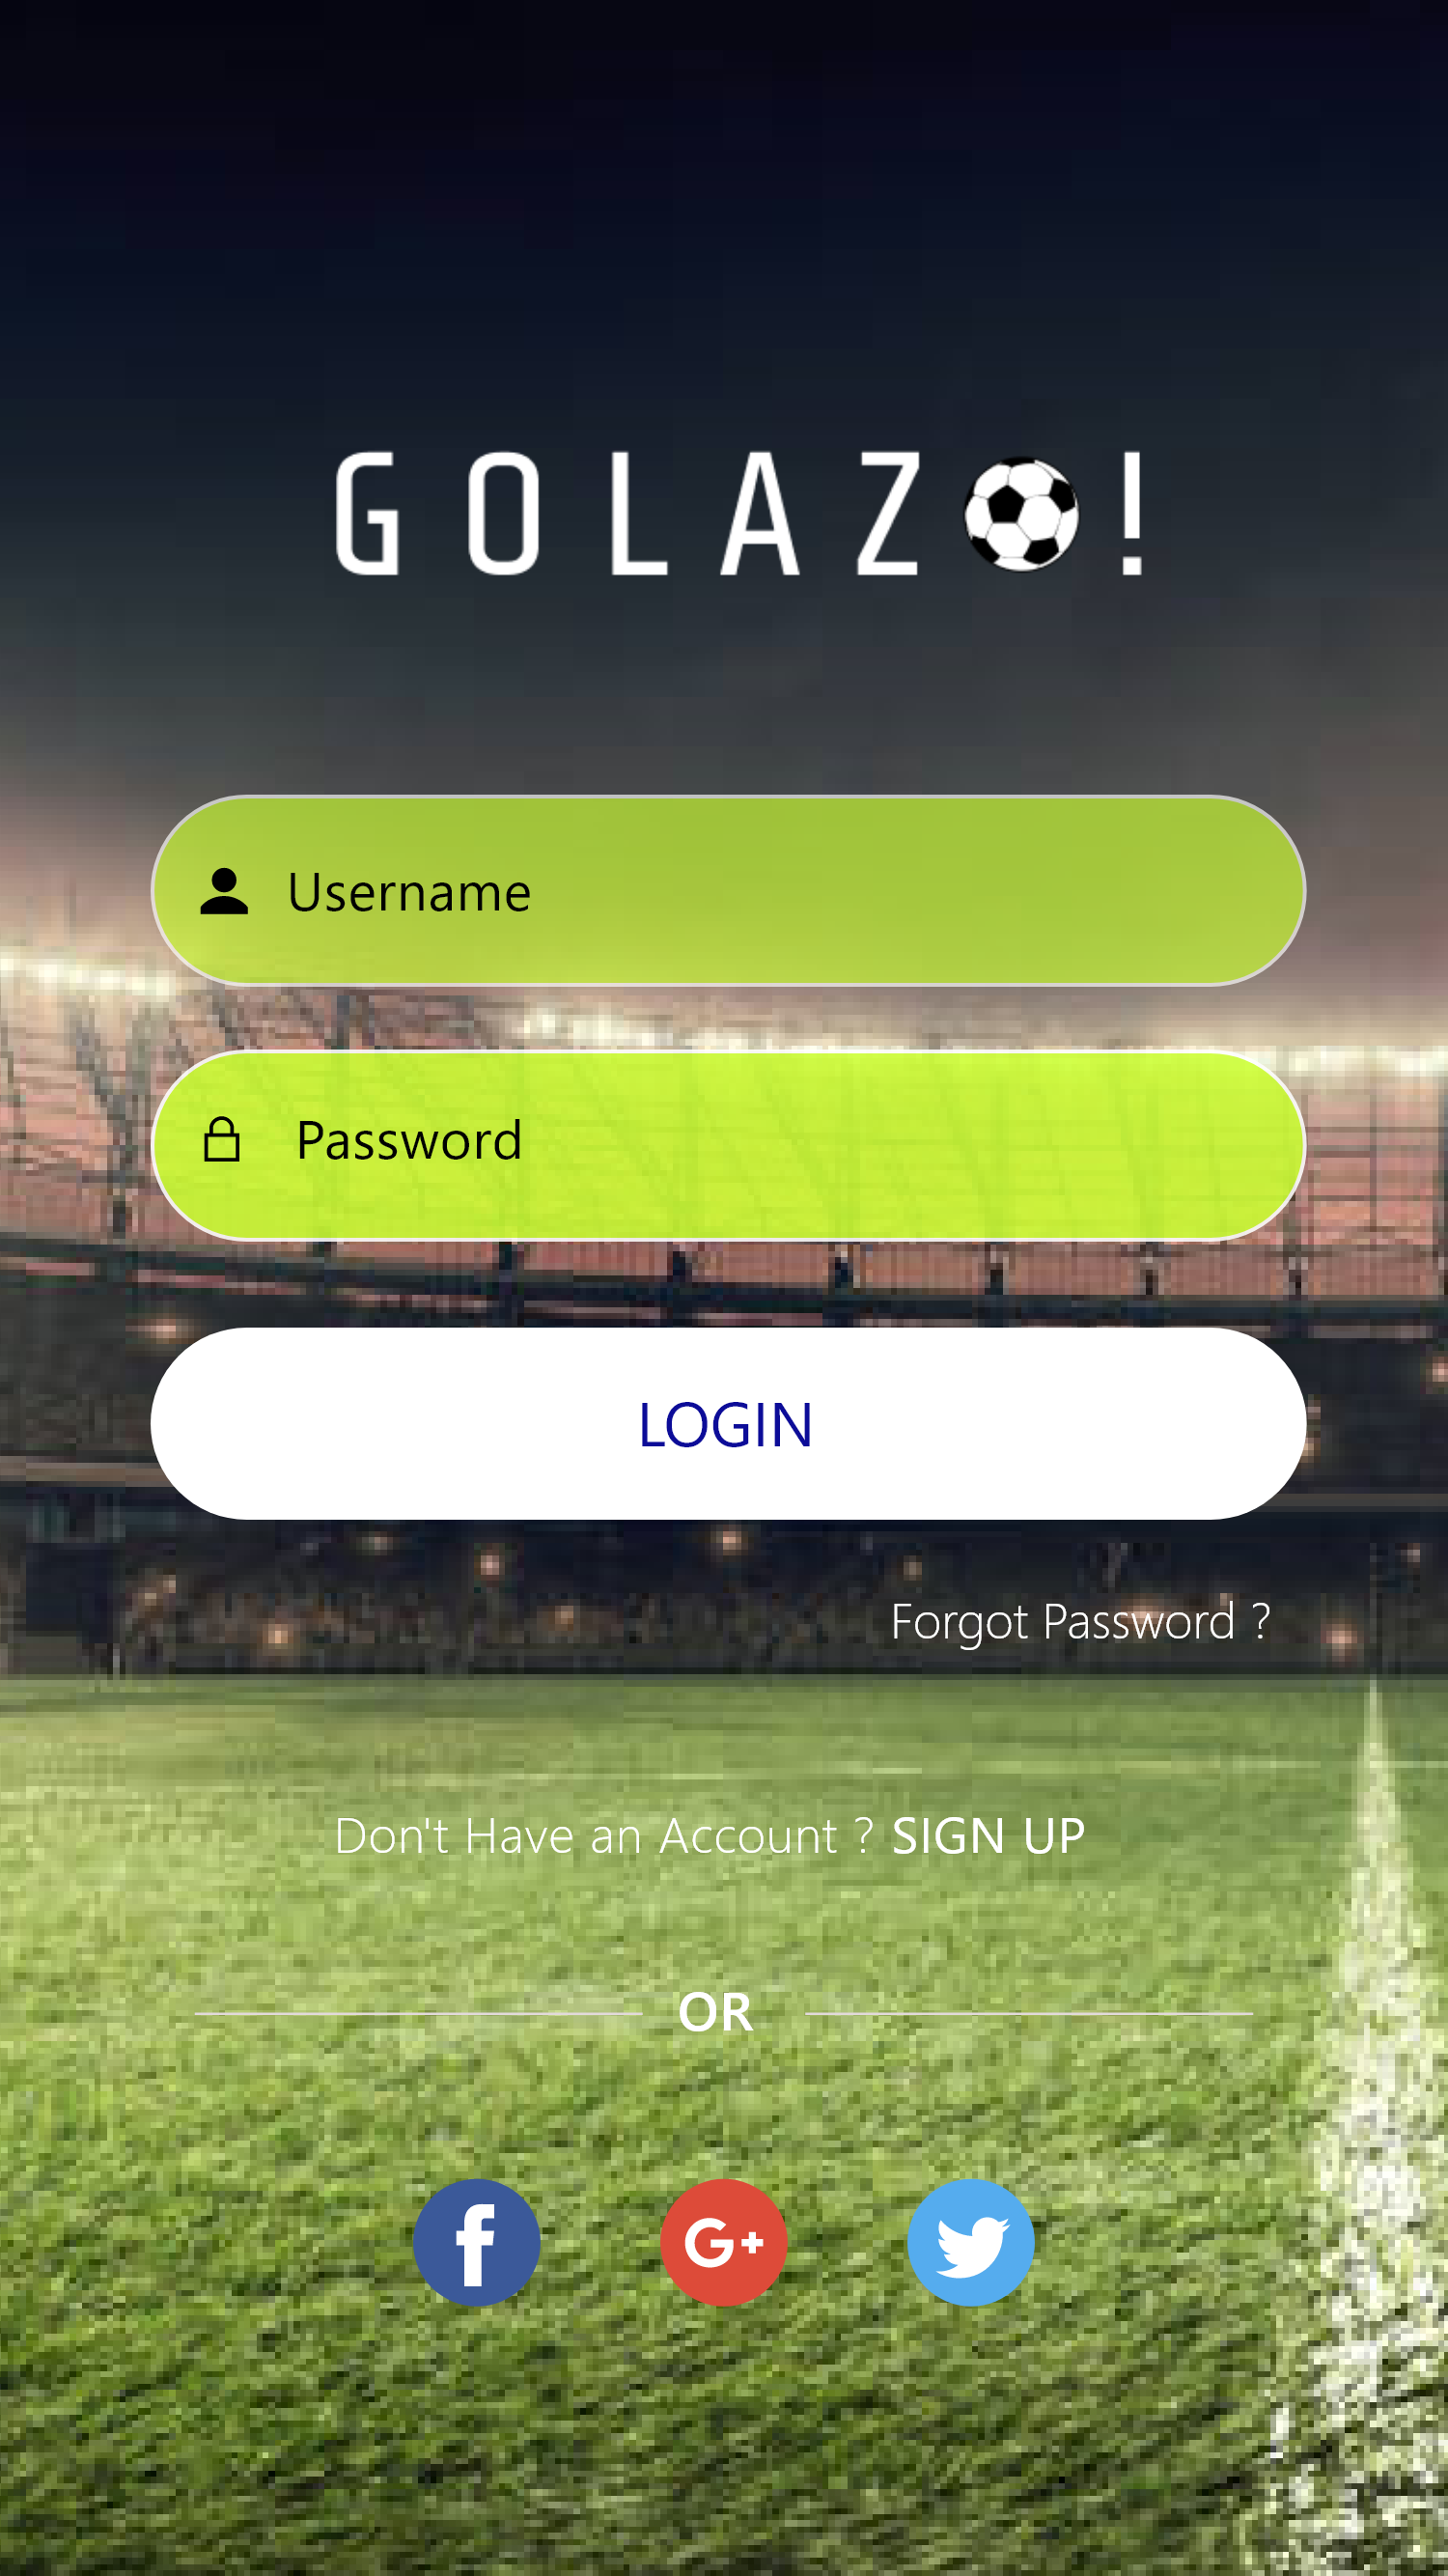 GOLAZ⚽!
Username
Password
LOGIN
Forgot Password ?
Don't Have an Account ? SIGN UP
OR
f
G+